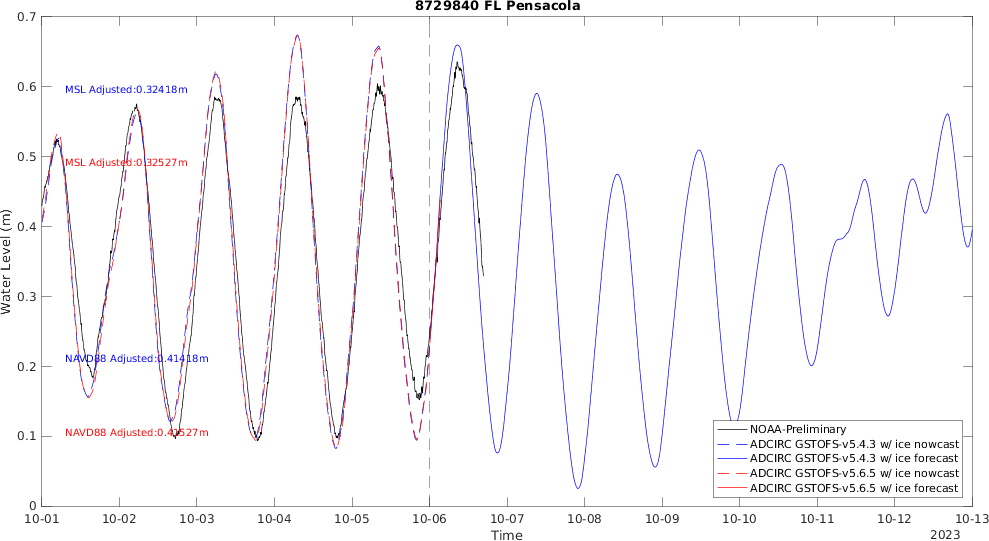 8729840 FL Pensacola
0.7
0.6
0.5
0.4
0.3
0.2
0.1
0
Water Level (m)
MSL Adjusted:0.32418m
MSL Adjusted:0.32527m
NAVD88 Adjusted:0.41418m
NAVD88 Adjusted:0.41527m
NOAA-Preliminary
ADCIRC GSTOFS-v5.4.3 w/ ice nowcast
ADCIRC GSTOFS-v5.4.3 w/ ice forecast
ADCIRC GSTOFS-v5.6.5 w/ ice nowcast
ADCIRC GSTOFS-v5.6.5 w/ ice forecast
10-01 10-02 10-03 10-04 10-05 10-06 10-07 10-08 10-09 10-10 10-11 10-12 10-13
Time
2023